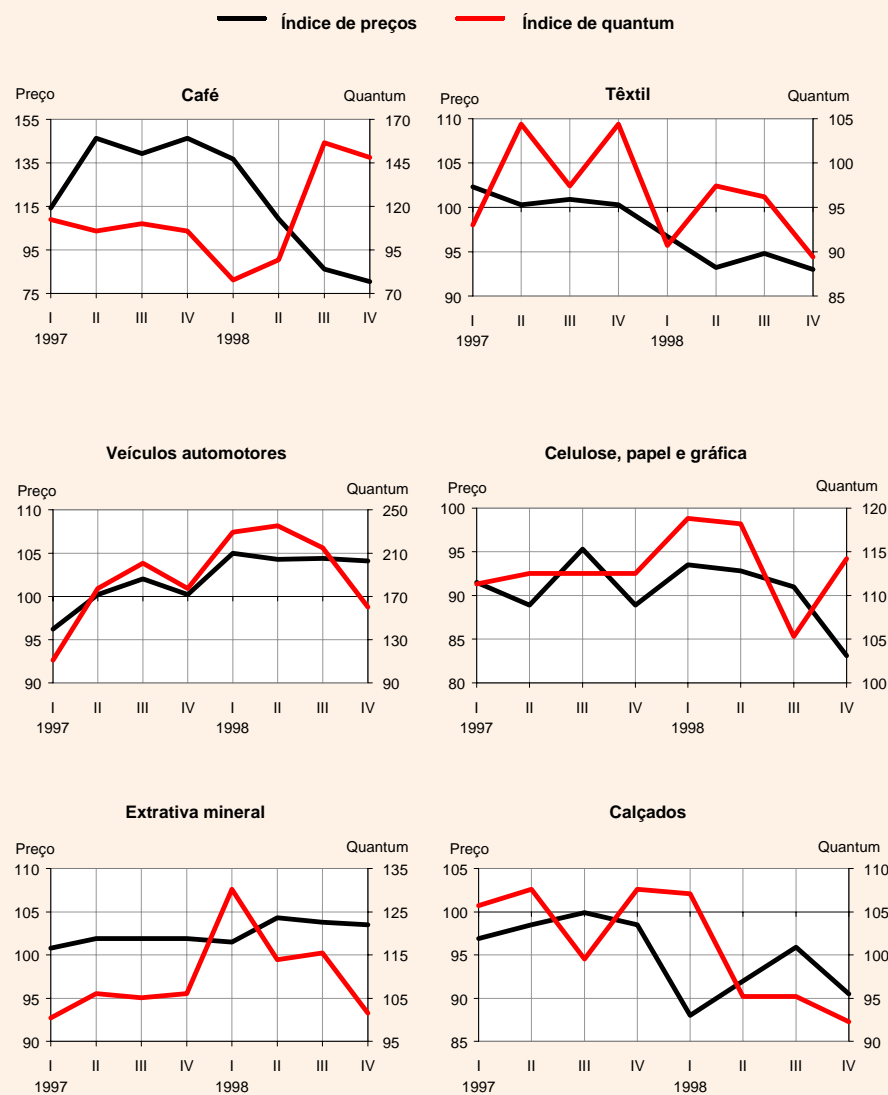 Índice de preços Índice de quantum
Café
Preço Quantum
155 170
135 145
115 120
95 95
75 70
I II III IV I II III IV
1997 1998
Têxtil
Preço Quantum
110 105
105 100
100 95
95 90
90 85
I II III IV I II III IV
1997 1998
Veículos automotores
Preço Quantum
110 250
105 210
100 170
95 130
90 90
I II III IV I II III IV
1997 1998
Celulose, papel e gráfica
Preço Quantum
100 120
95 115
90 110
85 105
80 100
I II III IV I II III IV
1997 1998
Extrativa mineral
Preço Quantum
110 135
105 125
100 115
95 105
90 95
I II III IV I II III IV
1997 1998
Calçados
Preço Quantum
105 110
100 105
95 100
90 95
85 90
I II III IV I II III IV
1997 1998